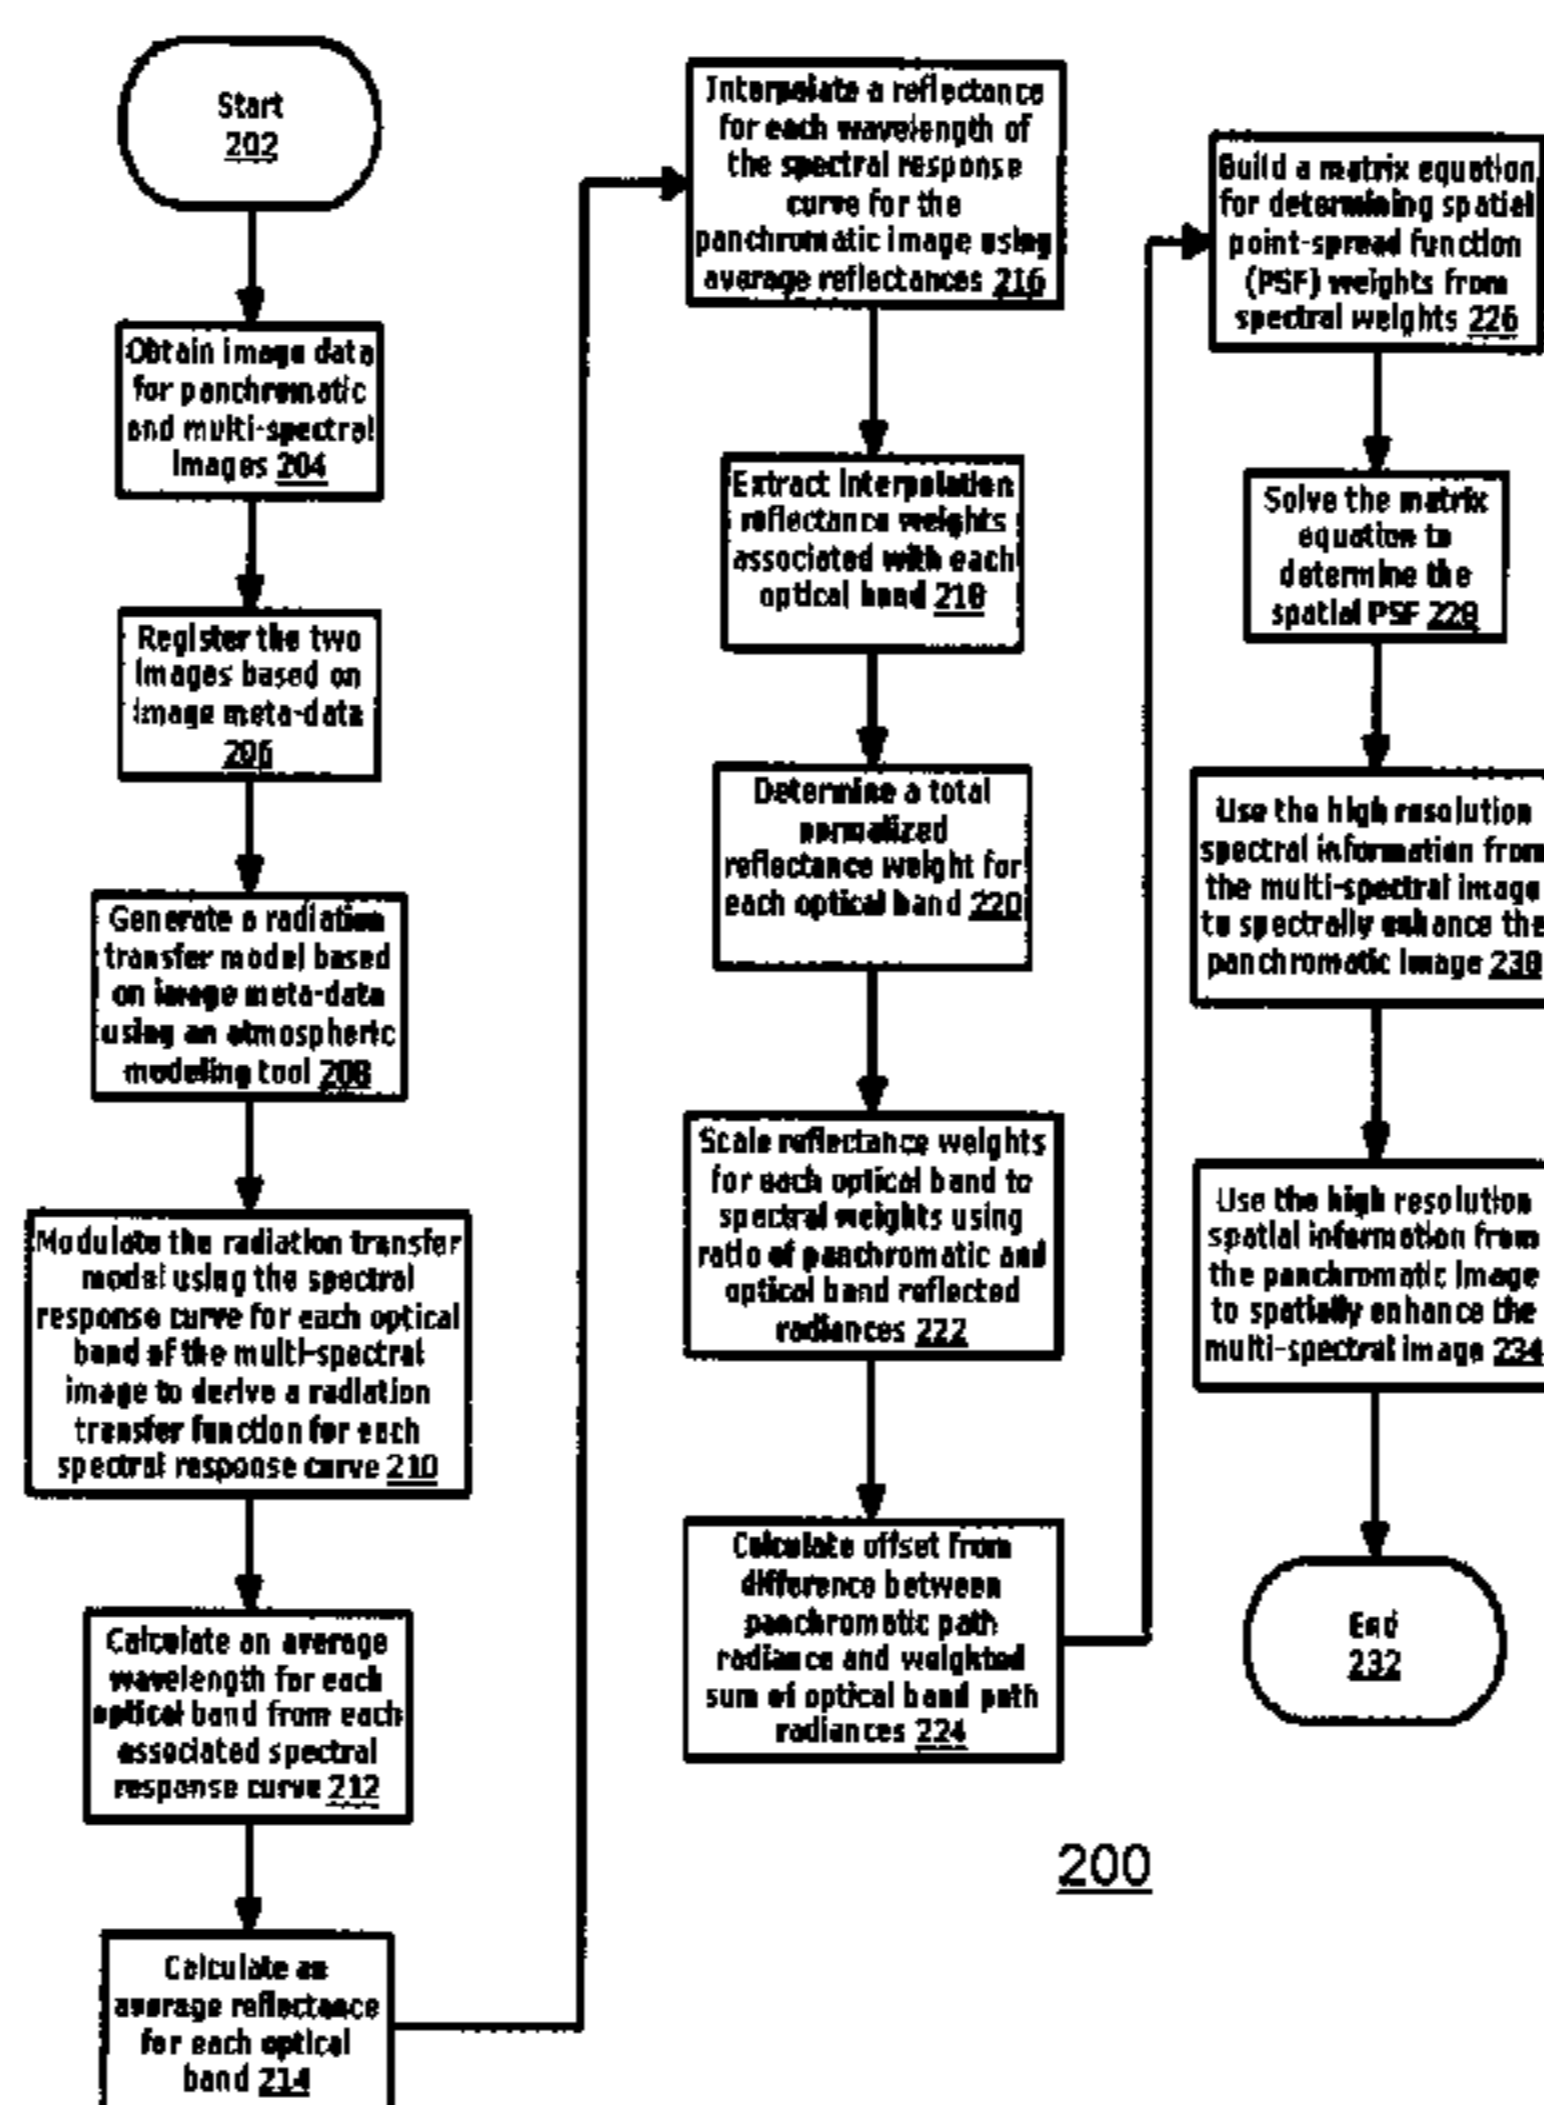 Start
202
Obtain image data
for panchromatic
and multi-spectral
images 204
Register the two
images based on
image meta-data
206
Generate a radiation
transfer model based
on image meta-data
using an atmospheric
modeling tool 208
Modulate the radiation transfer
model using the spectral
response curve for each optical
band of the multi-spectral
image to derive a radiation
transfer function for each
spectral response curve 210
Calculate an average
wavelength for each
optical band from each
associated spectral
response curve 212
Calculate an
average reflectance
for each optical
band 214
Interpolate a reflectance
for each wavelength of
the spectral response
curve for the
panchromatic image using
average reflectances 216
Extract interpolation
reflectance weights
associated with each
optical band 218
Determine a total
normalized
reflectance weight for
each optical band 220
Scale reflectance weights
for each optical band to
spectral weights using
ratio of panchromatic and
optical band reflected
radiances 222
Calculate offset from
difference between
panchromatic path
radiance and weighted
sum of optical band path
radiances 224
Build a matrix equation
for determining spatial
point-spread function
(PSF) weights from
spectral weights 226
Solve the matrix
equation to
determine the
spatial PSF 228
Use the high resolution
spectral information from
the multi-spectral image
to spectrally enhance the
panchromatic image 230
Use the high resolution
spatial information from
the panchromatic image
to spatially enhance the
multi-spectral image 234
End
232
200